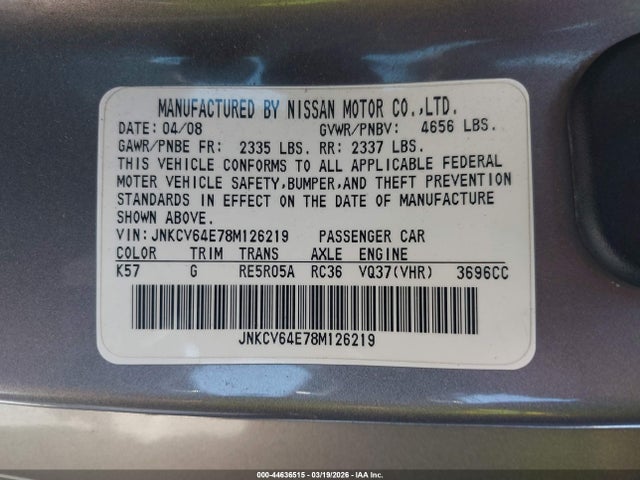 MANUFACTURED BY NISSAN MOTOR CO.,LTD.
DATE: 04/08 GVWR/PNBV: 4656 LBS.
GAWR/PNBE FR: 2335 LBS. RR: 2337 LBS.
THIS VEHICLE CONFORMS TO ALL APPLICABLE FEDERAL
MOTOR VEHICLE SAFETY,BUMPER,AND THEFT PREVENTION
STANDARDS IN EFFECT ON THE DATE OF MANUFACTURE
SHOWN ABOVE.
VIN: JNKCV64E78M126219 PASSENGER CAR
COLOR TRIM TRANS AXLE ENGINE
K57 G RE5R05A RC36 VQ37(VHR) 3696CC
JNKCV64E78M126219
000-44636515 - 03/19/2026 - IAA Inc.